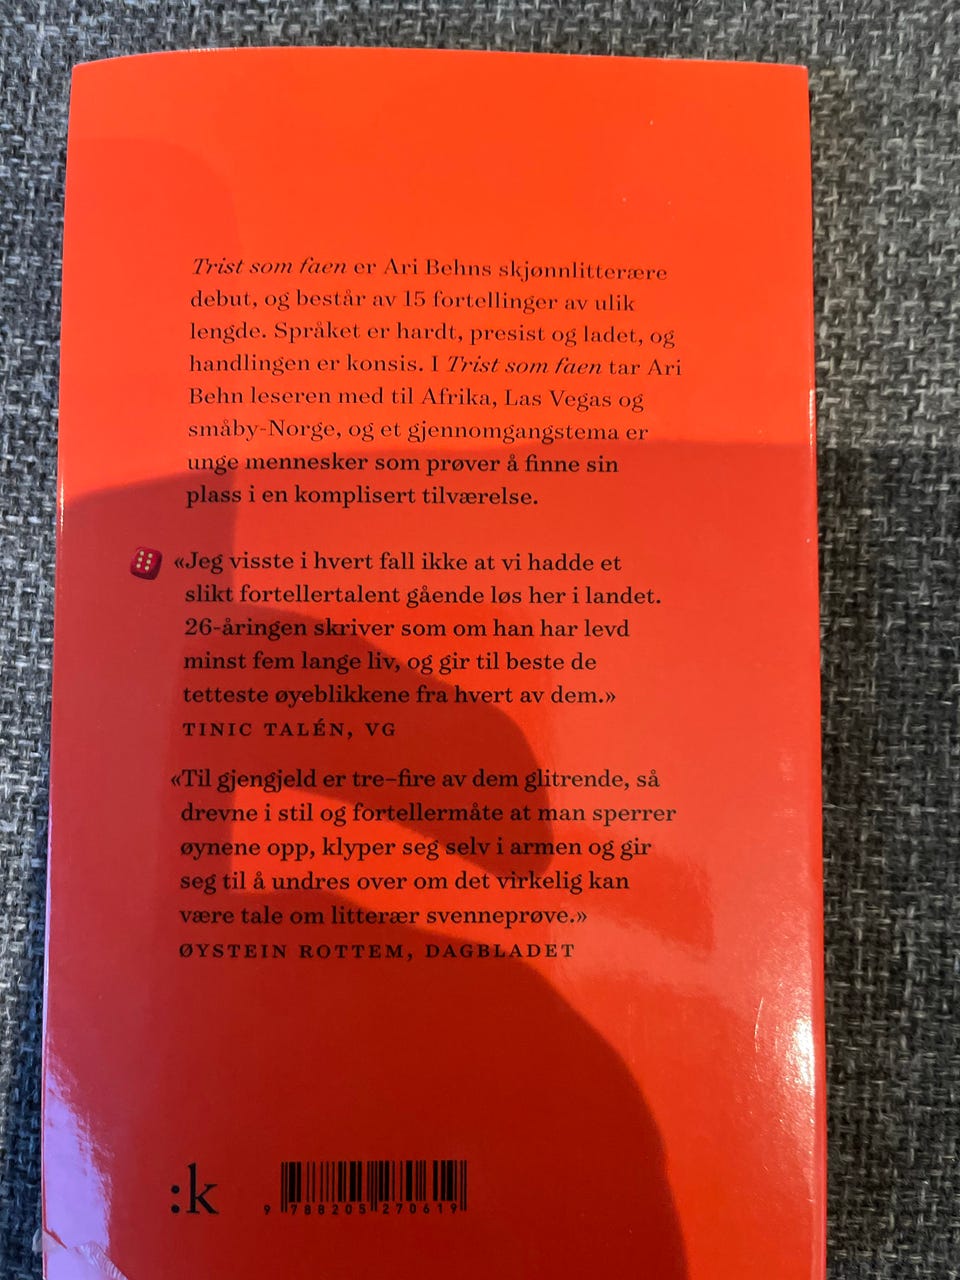 Trist som faen er Ari Behns skjønnlitterære
debut, og består av 15 fortellinger av ulik
lengde. Språket er hardt, presist og ladet, og
handlingen er konsis. I Trist som faen tar Ari
Behn leseren med til Afrika, Las Vegas og
småby-Norge, og et gjennomgangstema er
unge mennesker som prøver å finne sin
plass i en komplisert tilværelse.
«Jeg visste i hvert fall ikke at vi hadde et
slikt fortellertalent gående løs her i landet.
26-åringen skriver som om han har levd
minst fem lange liv, og gir til beste de
tetteste øyeblikkene fra hvert av dem.»
TINIC TALÉN, VG
«Til gjengjeld er tre–fire av dem glitrende, så
drevne i stil og fortellermåte at man sperrer
øynene opp, klyper seg selv i armen og gir
seg til å undres over om det virkelig kan
være tale om litterær svenneprøve.»
ØYSTEIN ROTTEM, DAGBLADET
:k
9 788205 270619